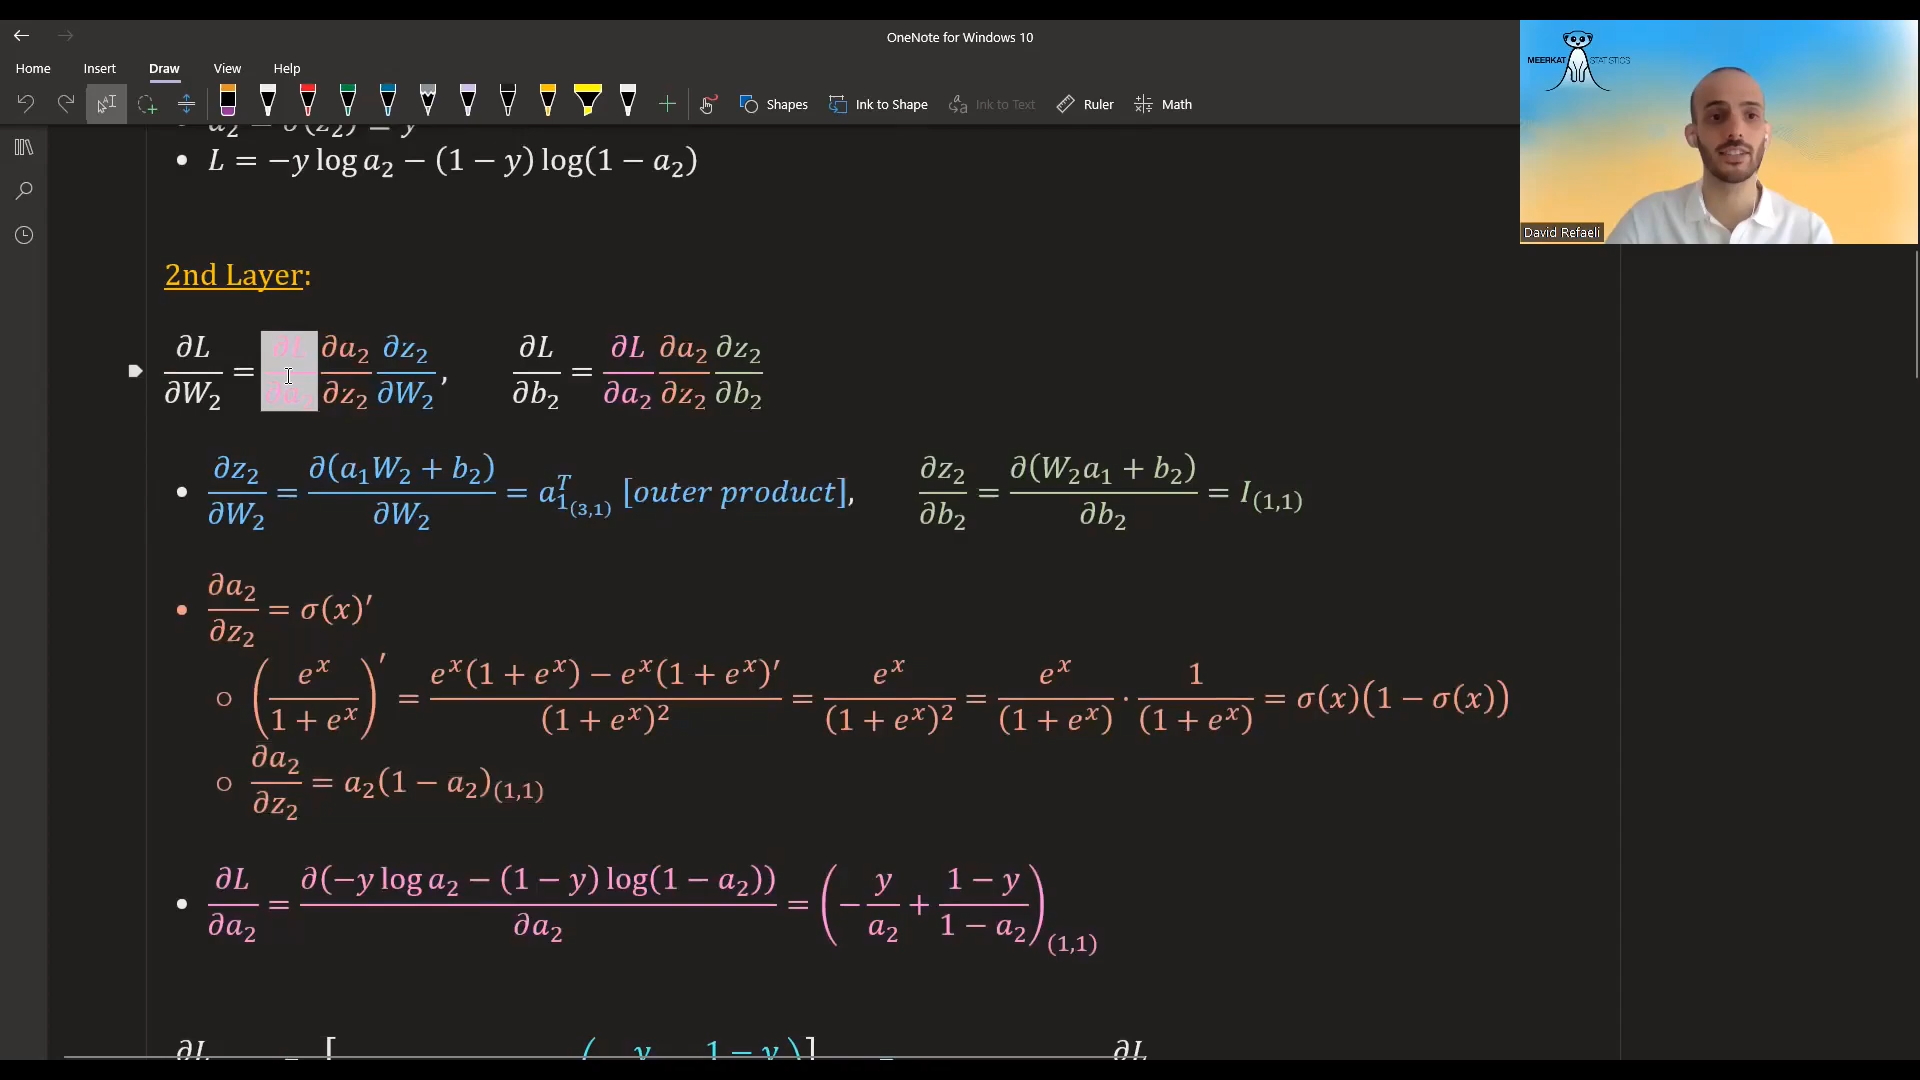 OneNote for Windows 10
Home Insert Draw View Help
Shapes Ink to Shape Ink to Text Ruler Math
MEERKAT STATISTICS
David Refaeli
a₂ = σ(z₂) = y
• L = −y log a₂ − (1 − y) log(1 − a₂)
2nd Layer:
∂L/∂W₂ = ∂L/∂a₂ ∂a₂/∂z₂ ∂z₂/∂W₂, ∂L/∂b₂ = ∂L/∂a₂ ∂a₂/∂z₂ ∂z₂/∂b₂
• ∂z₂/∂W₂ = ∂(a₁W₂ + b₂)/∂W₂ = a₁ᵀ₍₃,₁₎ [outer product], ∂z₂/∂b₂ = ∂(W₂a₁ + b₂)/∂b₂ = I₍₁,₁₎
• ∂a₂/∂z₂ = σ(x)′
○ (eˣ/(1 + eˣ))′ = (eˣ(1 + eˣ) − eˣ(1 + eˣ)′)/(1 + eˣ)² = eˣ/(1 + eˣ)² = eˣ/(1 + eˣ) · 1/(1 + eˣ) = σ(x)(1 − σ(x))
○ ∂a₂/∂z₂ = a₂(1 − a₂)₍₁,₁₎
• ∂L/∂a₂ = ∂(−y log a₂ − (1 − y) log(1 − a₂))/∂a₂ = (−y/a₂ + (1 − y)/(1 − a₂))₍₁,₁₎
∂L = [ ( y 1 − y )] = ∂L